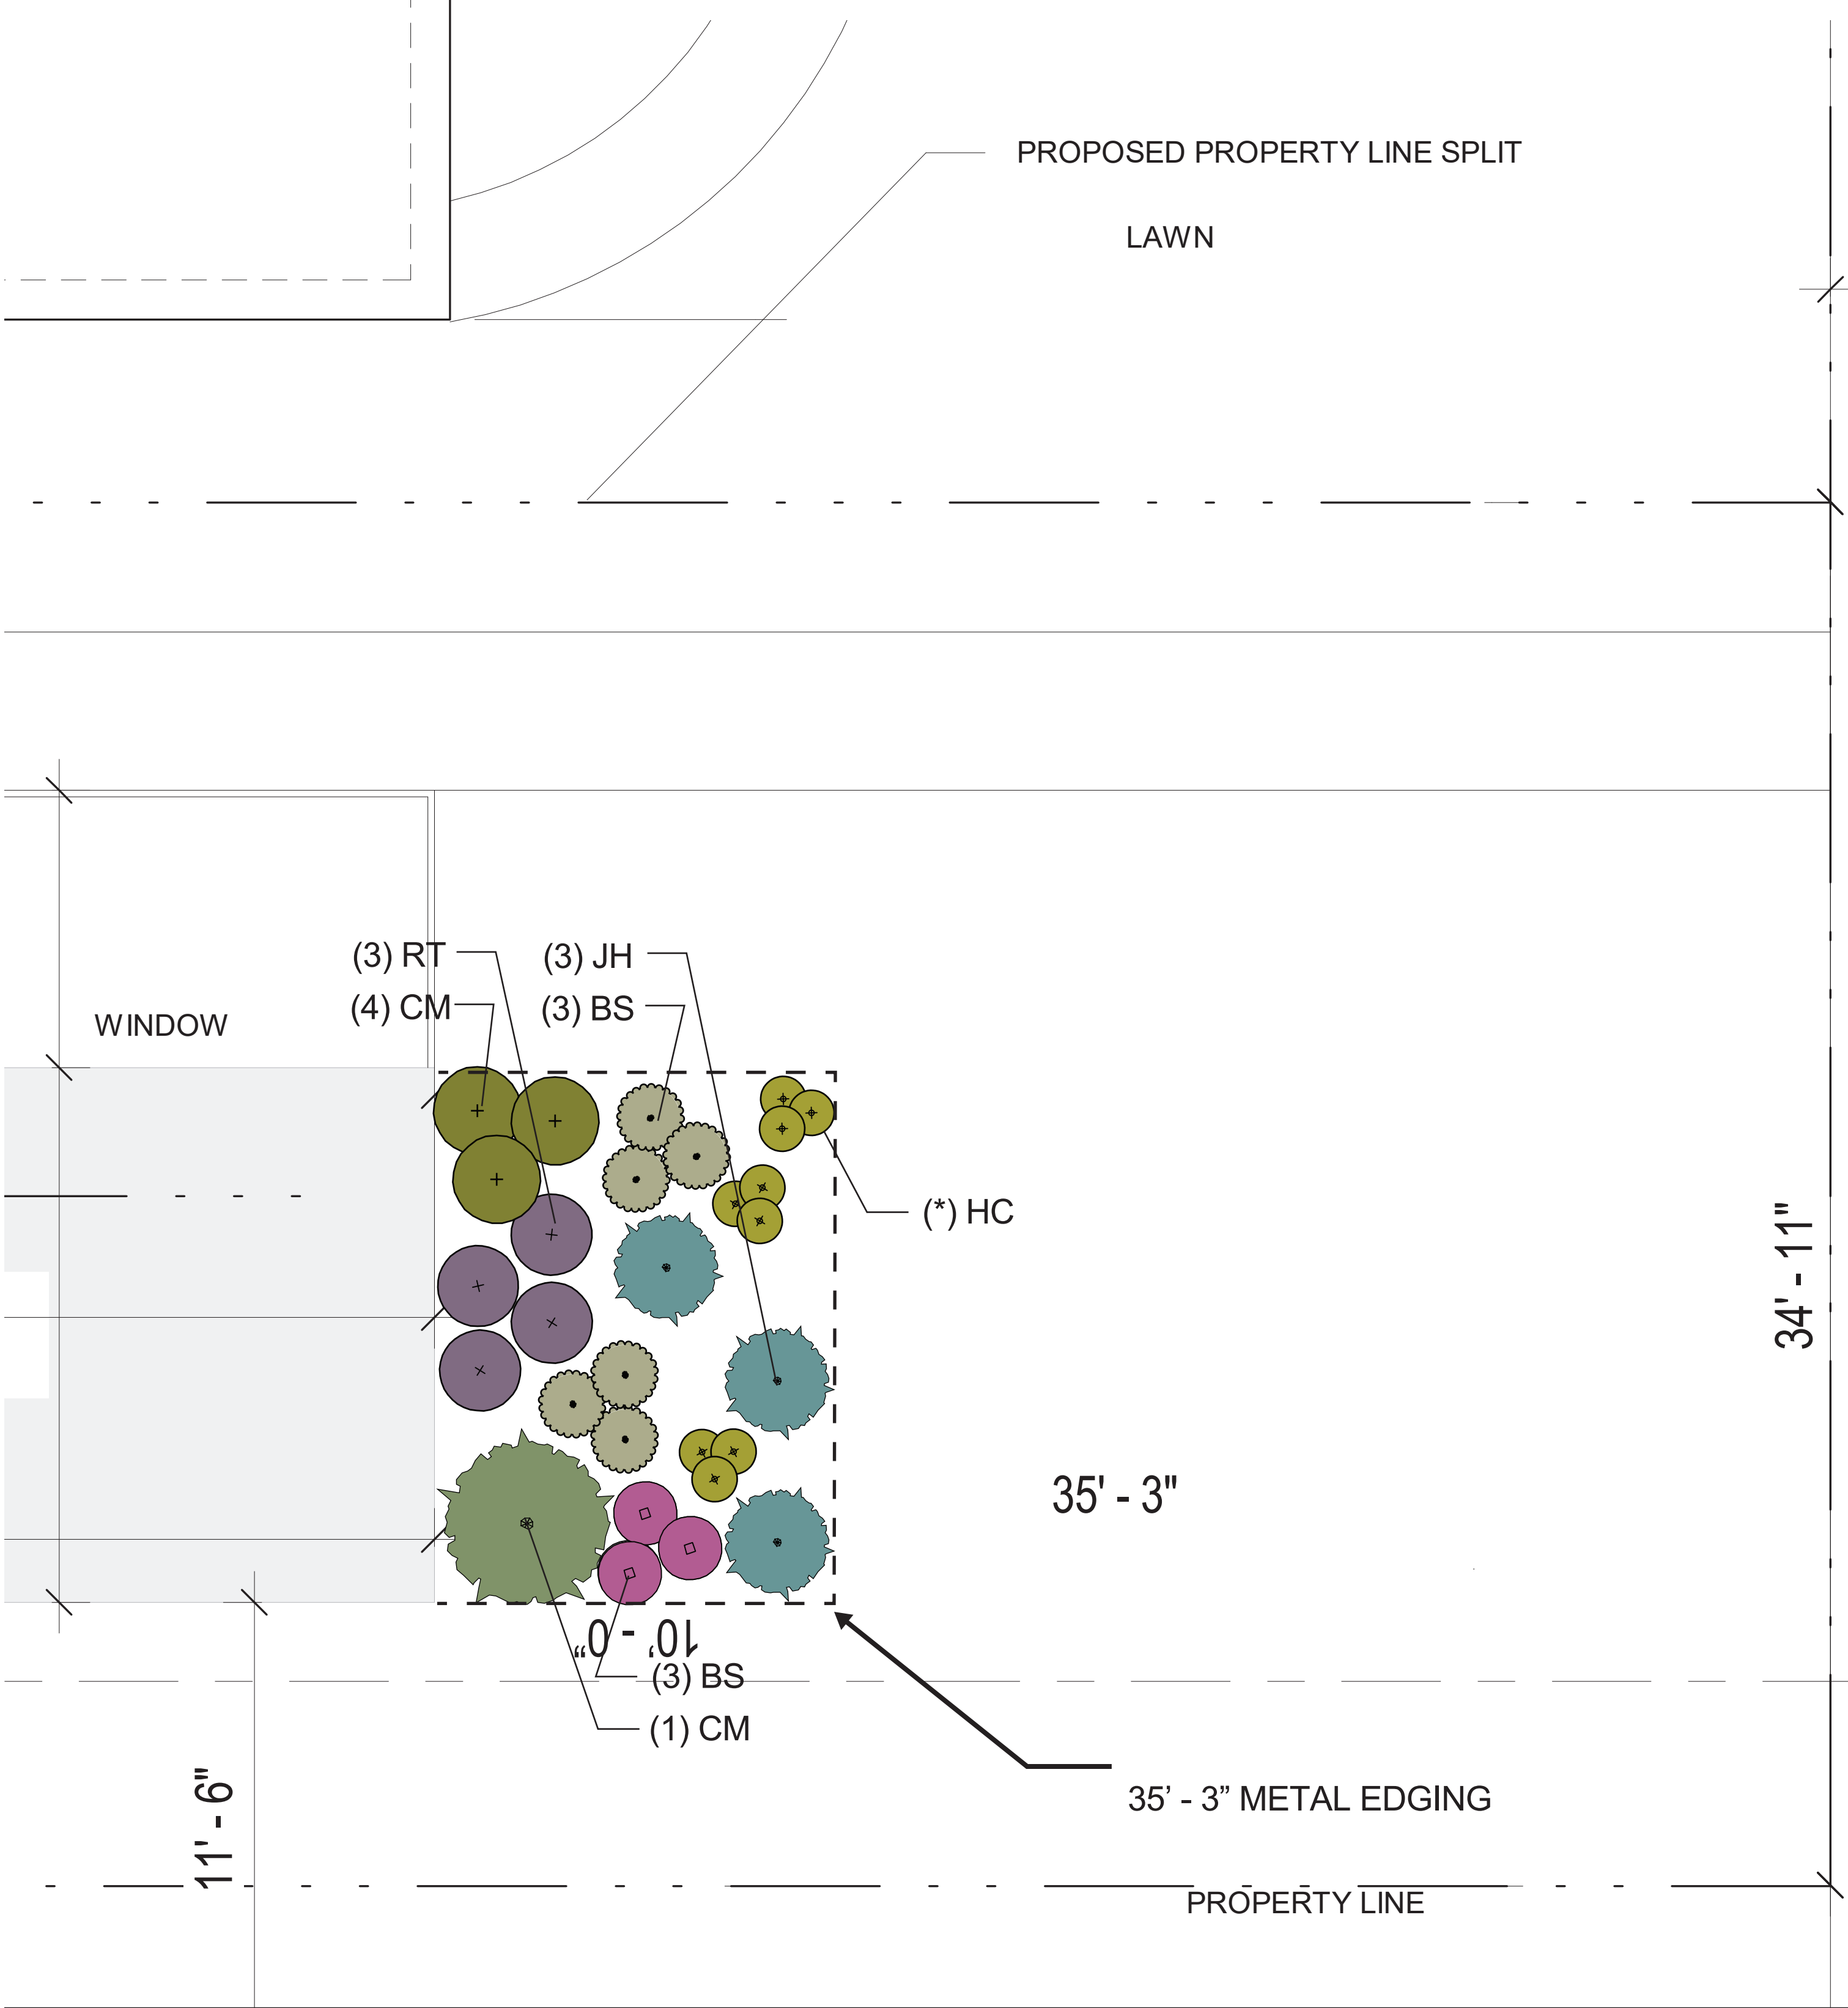 PROPOSED PROPERTY LINE SPLIT
LAWN
(3) RT
(3) JH
(4) CM
(3) BS
WINDOW
(*) HC
34' - 11"
35' - 3"
10' - 0"
(3) BS
(1) CM
11' - 6"
35’ - 3” METAL EDGING
PROPERTY LINE